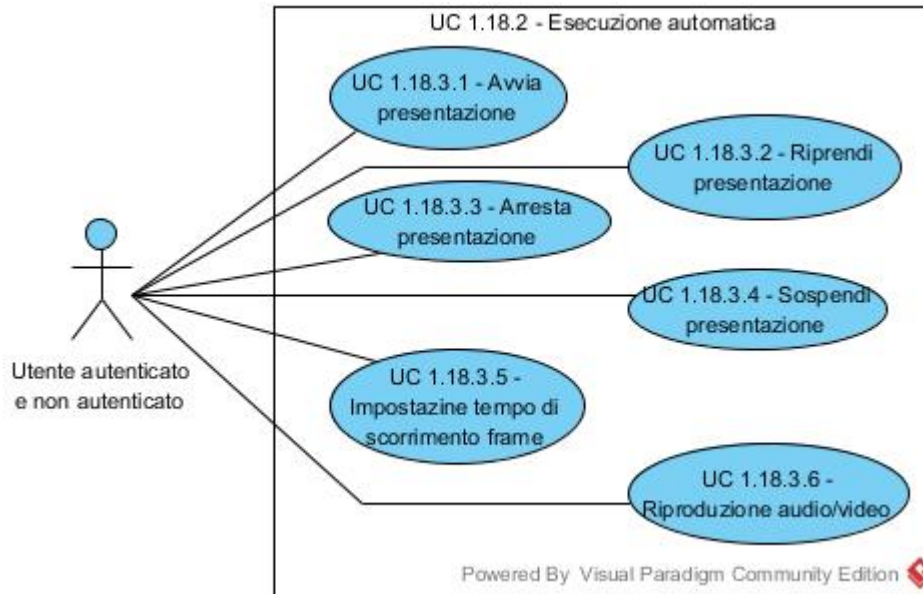 UC 1.18.2 - Esecuzione automatica
UC 1.18.3.1 - Avvia
presentazione
UC 1.18.3.2 - Riprendi
presentazione
UC 1.18.3.3 - Arresta
presentazione
UC 1.18.3.4 - Sospendi
presentazione
Utente autenticato
e non autenticato
UC 1.18.3.5 -
Impostazine tempo di
scorrimento frame
UC 1.18.3.6 -
Riproduzione audio/video
Powered By Visual Paradigm Community Edition